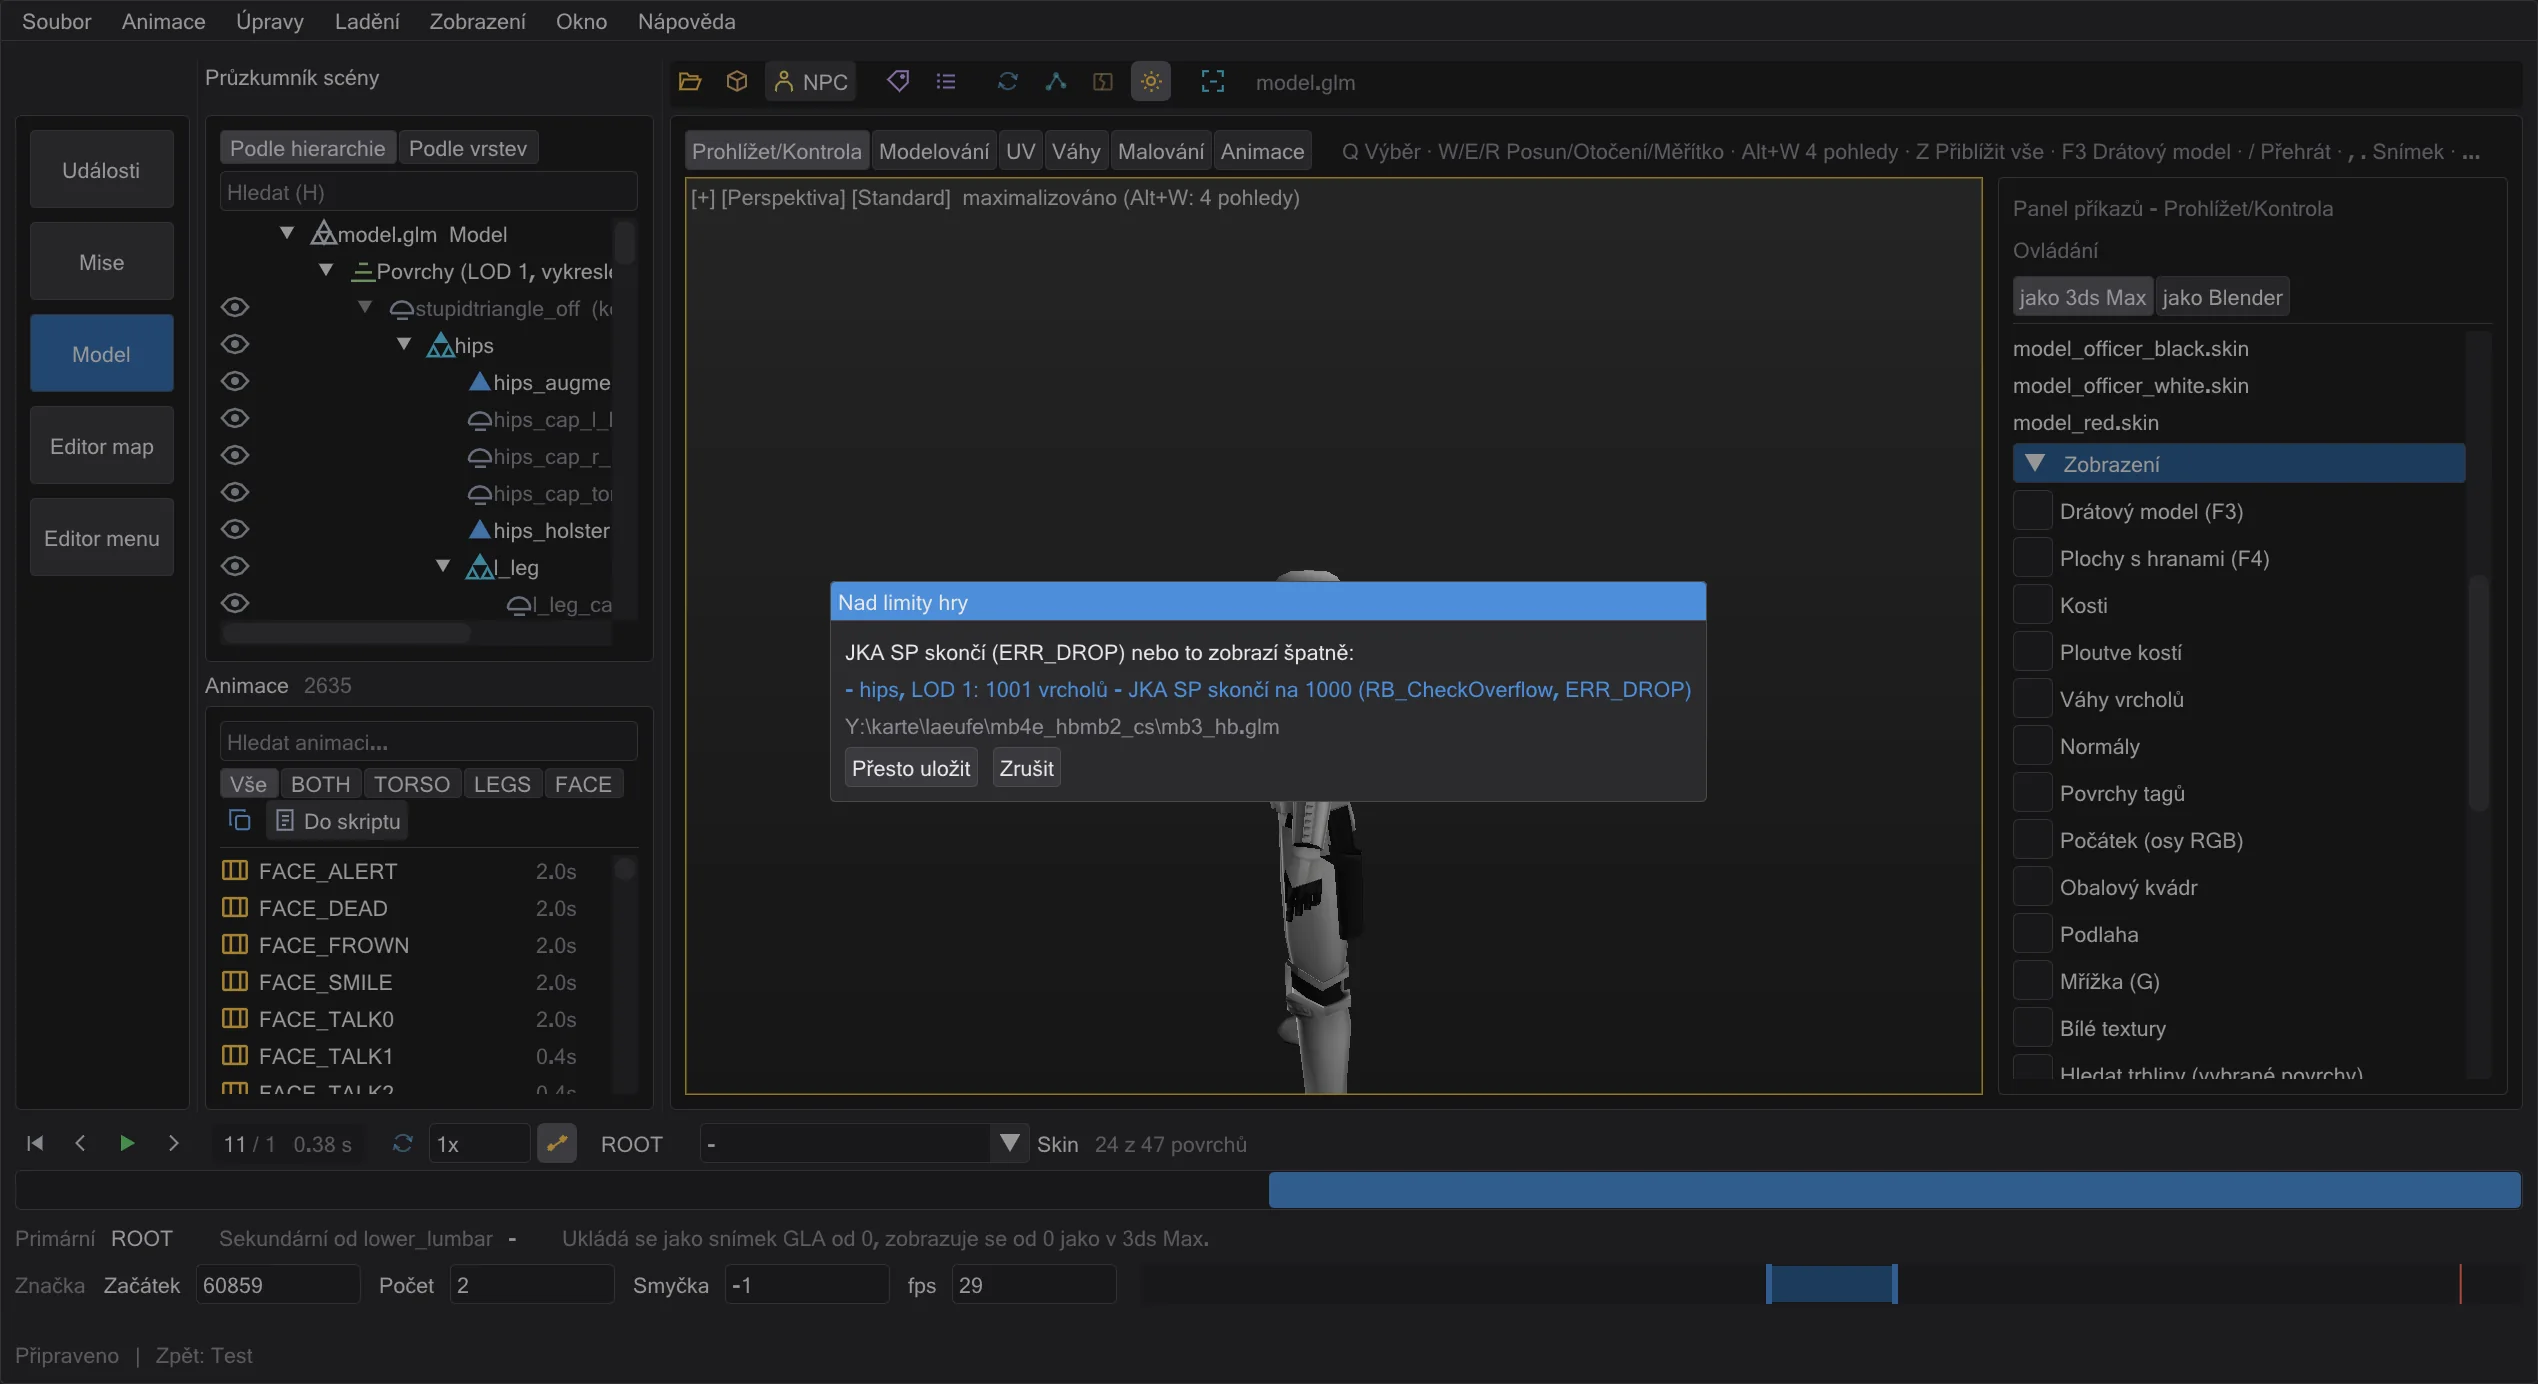 Soubor Animace Úpravy Ladění Zobrazení Okno Nápověda
Průzkumník scény
NPC model.glm
Události
Mise
Model
Editor map
Editor menu
Podle hierarchie Podle vrstev
Hledat (H)
model.glm Model
Povrchy (LOD 1, vykresle
stupidtriangle_off (k
hips
hips_augme
hips_cap_l_
hips_cap_r_
hips_cap_to
hips_holster
l_leg
l_leg_ca
Animace 2635
Hledat animaci...
Vše BOTH TORSO LEGS FACE
Do skriptu
FACE_ALERT 2.0s
FACE_DEAD 2.0s
FACE_FROWN 2.0s
FACE_SMILE 2.0s
FACE_TALK0 2.0s
FACE_TALK1 0.4s
FACE_TALK2 0.4s
Prohlížet/Kontrola Modelování UV Váhy Malování Animace Q Výběr · W/E/R Posun/Otočení/Měřítko · Alt+W 4 pohledy · Z Přiblížit vše · F3 Drátový model · / Přehrát · , . Snímek · ...
[+] [Perspektiva] [Standard] maximalizováno (Alt+W: 4 pohledy)
Nad limity hry
JKA SP skončí (ERR_DROP) nebo to zobrazí špatně:
- hips, LOD 1: 1001 vrcholů - JKA SP skončí na 1000 (RB_CheckOverflow, ERR_DROP)
Y:\karte\laeufe\mb4e_hbmb2_cs\mb3_hb.glm
Přesto uložit Zrušit
Panel příkazů - Prohlížet/Kontrola
Ovládání
jako 3ds Max jako Blender
model_officer_black.skin
model_officer_white.skin
model_red.skin
Zobrazení
Drátový model (F3)
Plochy s hranami (F4)
Kosti
Ploutve kostí
Váhy vrcholů
Normály
Povrchy tagů
Počátek (osy RGB)
Obalový kvádr
Podlaha
Mřížka (G)
Bílé textury
Hledat trhliny (vybrané povrchy)
11 / 1 0.38 s 1x ROOT - Skin 24 z 47 povrchů
Primární ROOT Sekundární od lower_lumbar - Ukládá se jako snímek GLA od 0, zobrazuje se od 0 jako v 3ds Max.
Značka Začátek 60859 Počet 2 Smyčka -1 fps 29
Připraveno | Zpět: Test